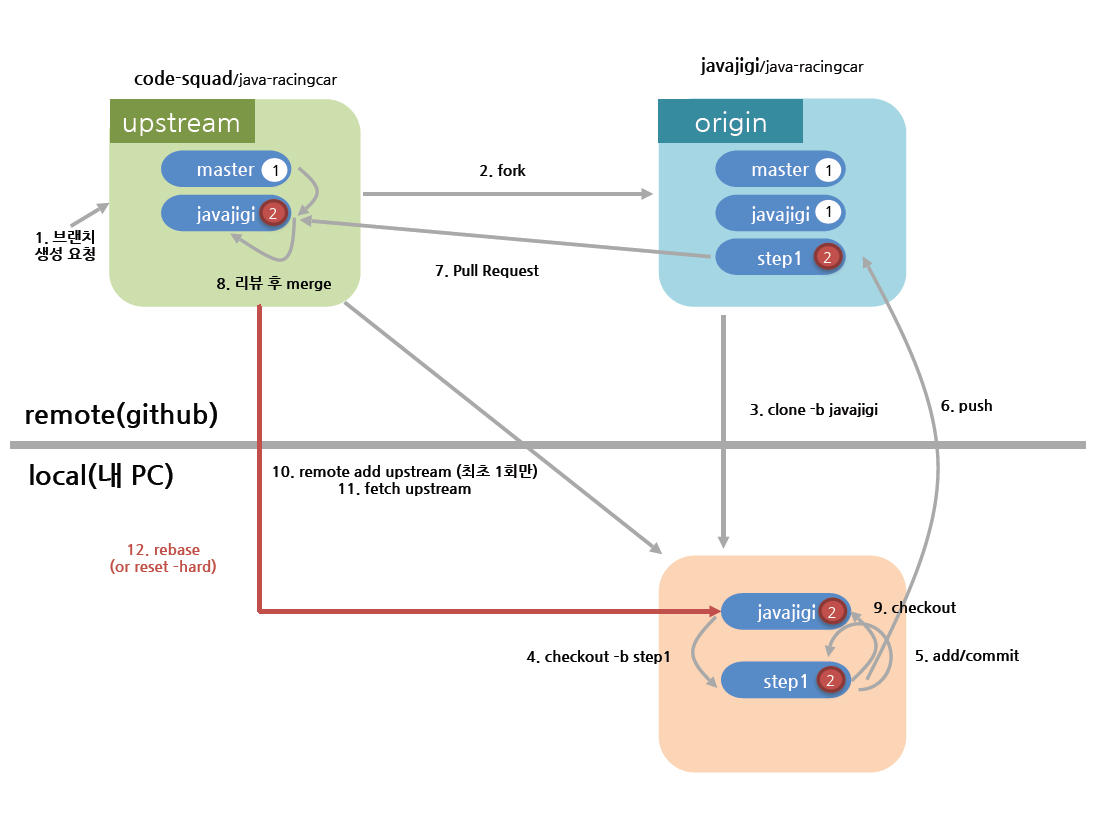 code-squad/java-racingcar
upstream
master 1
javajigi 2
1. 브랜치
생성 요청
8. 리뷰 후 merge
2. fork
7. Pull Request
javajigi/java-racingcar
origin
master 1
javajigi 1
step1 2
3. clone -b javajigi
6. push
remote(github)
local(내 PC)
10. remote add upstream (최초 1회만)
11. fetch upstream
12. rebase
(or reset -hard)
javajigi 2
9. checkout
4. checkout -b step1
5. add/commit
step1 2